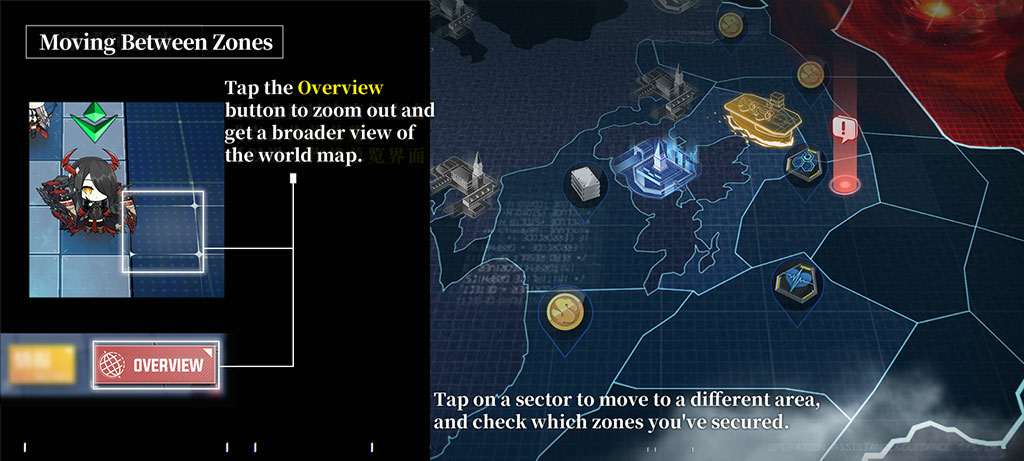 Moving Between Zones
Tap the Overview
button to zoom out and
get a broader view of
the world map.
OVERVIEW
Tap on a sector to move to a different area,
and check which zones you've secured.